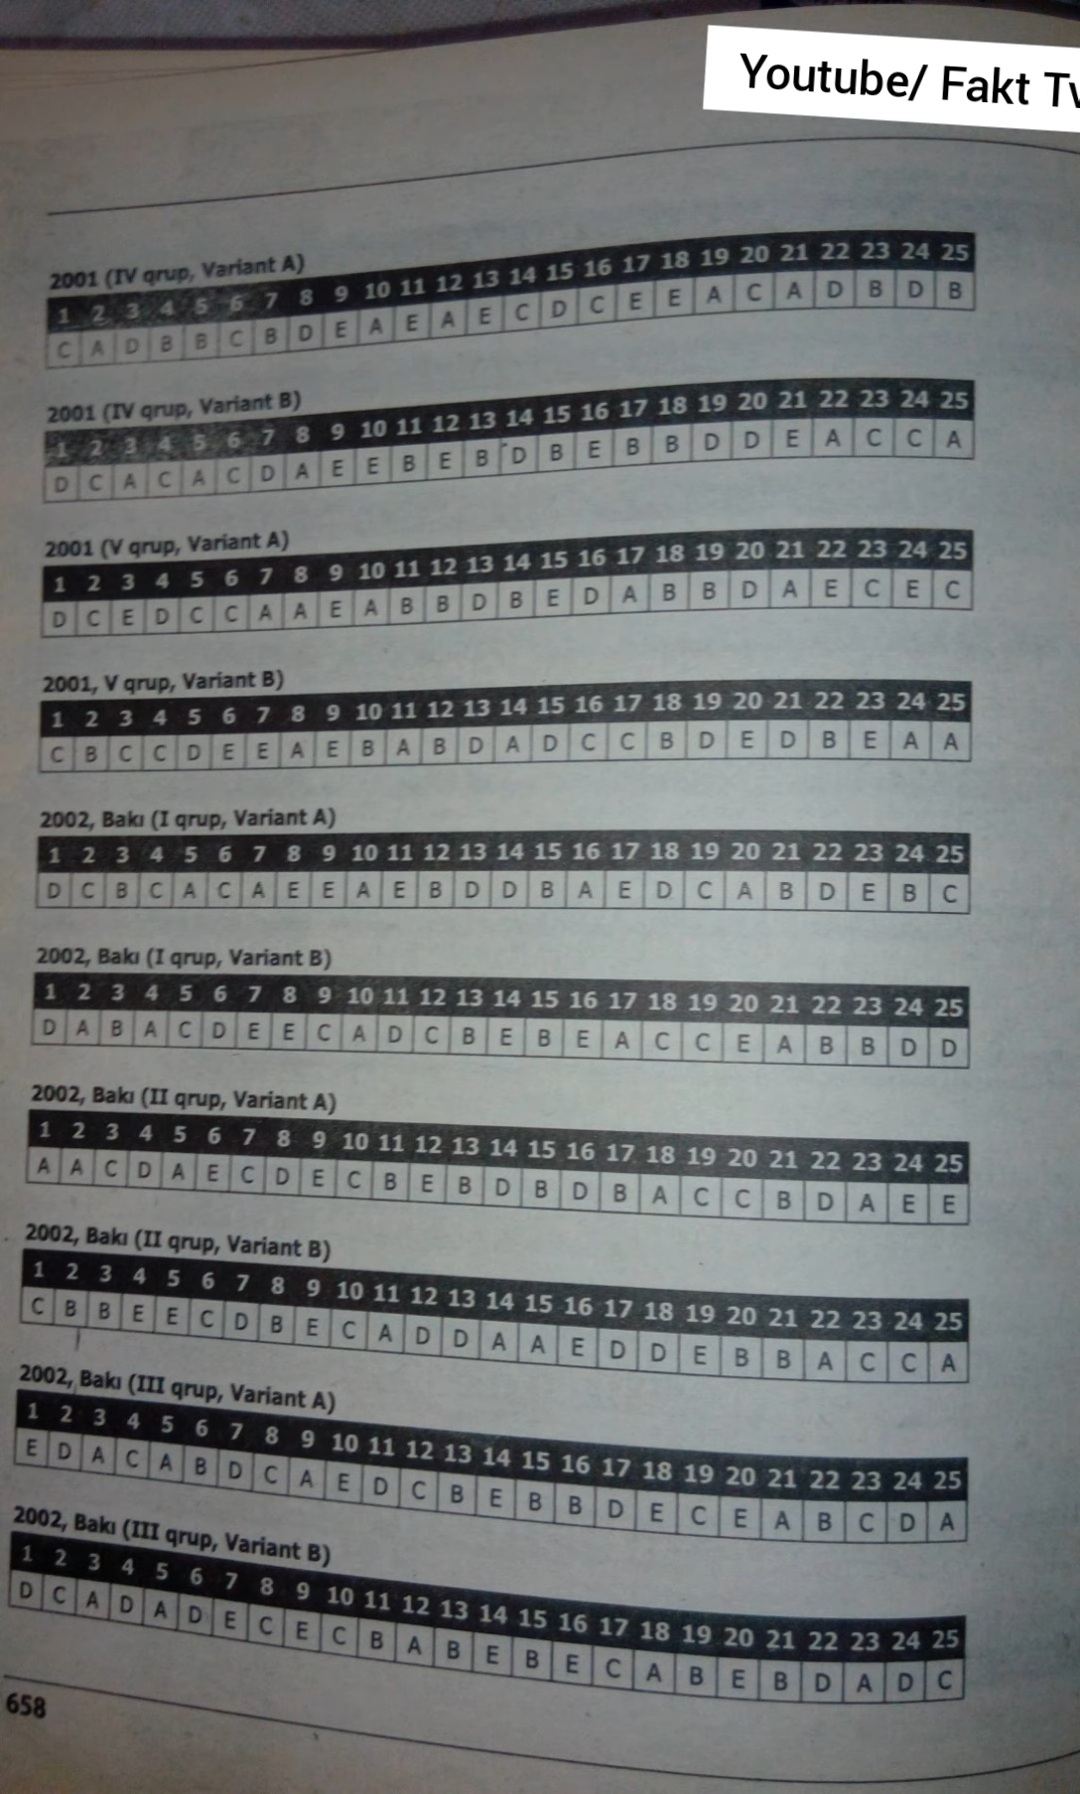 Youtube/ Fakt Tv
2001 (IV qrup, Variant A)
1 2 3 4 5 6 7 8 9 10 11 12 13 14 15 16 17 18 19 20 21 22 23 24 25
C A D B B C B D E A E A E C D C E E A C A D B D B
2001 (IV qrup, Variant B)
1 2 3 4 5 6 7 8 9 10 11 12 13 14 15 16 17 18 19 20 21 22 23 24 25
D C A C A C D A E E B E B D B E B B D D E A C C A
2001 (V qrup, Variant A)
1 2 3 4 5 6 7 8 9 10 11 12 13 14 15 16 17 18 19 20 21 22 23 24 25
D C E D C C A A E A B B D B E D A B B D A E C E C
2001, V qrup, Variant B)
1 2 3 4 5 6 7 8 9 10 11 12 13 14 15 16 17 18 19 20 21 22 23 24 25
C B C C D E E A E B A B D A D C C B D E D B E A A
2002, Bakı (I qrup, Variant A)
1 2 3 4 5 6 7 8 9 10 11 12 13 14 15 16 17 18 19 20 21 22 23 24 25
D C B C A C A E E A E B D D B A E D C A B D E B C
2002, Bakı (I qrup, Variant B)
1 2 3 4 5 6 7 8 9 10 11 12 13 14 15 16 17 18 19 20 21 22 23 24 25
D A B A C D E E C A D C B E B E A C C E A B B D D
2002, Bakı (II qrup, Variant A)
1 2 3 4 5 6 7 8 9 10 11 12 13 14 15 16 17 18 19 20 21 22 23 24 25
A A C D A E C D E C B E B D B D B A C C B D A E E
2002, Bakı (II qrup, Variant B)
1 2 3 4 5 6 7 8 9 10 11 12 13 14 15 16 17 18 19 20 21 22 23 24 25
C B B E E C D B E C A D D A A E D D E B B A C C A
2002, Bakı (III qrup, Variant A)
1 2 3 4 5 6 7 8 9 10 11 12 13 14 15 16 17 18 19 20 21 22 23 24 25
E D A C A B D C A E D C B E B B D E C E A B C D A
2002, Bakı (III qrup, Variant B)
1 2 3 4 5 6 7 8 9 10 11 12 13 14 15 16 17 18 19 20 21 22 23 24 25
D C A D A D E C E C B A B E B E C A B E B D A D C
658